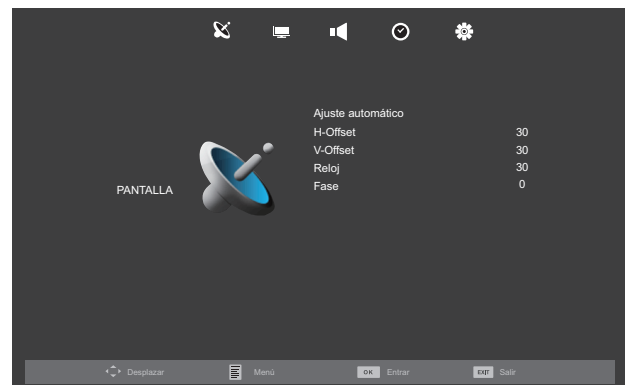 Ajuste automático
H-Offset 30
V-Offset 30
Reloj 30
Fase 0
PANTALLA
Desplazar Menú OK Entrar EXIT Salir